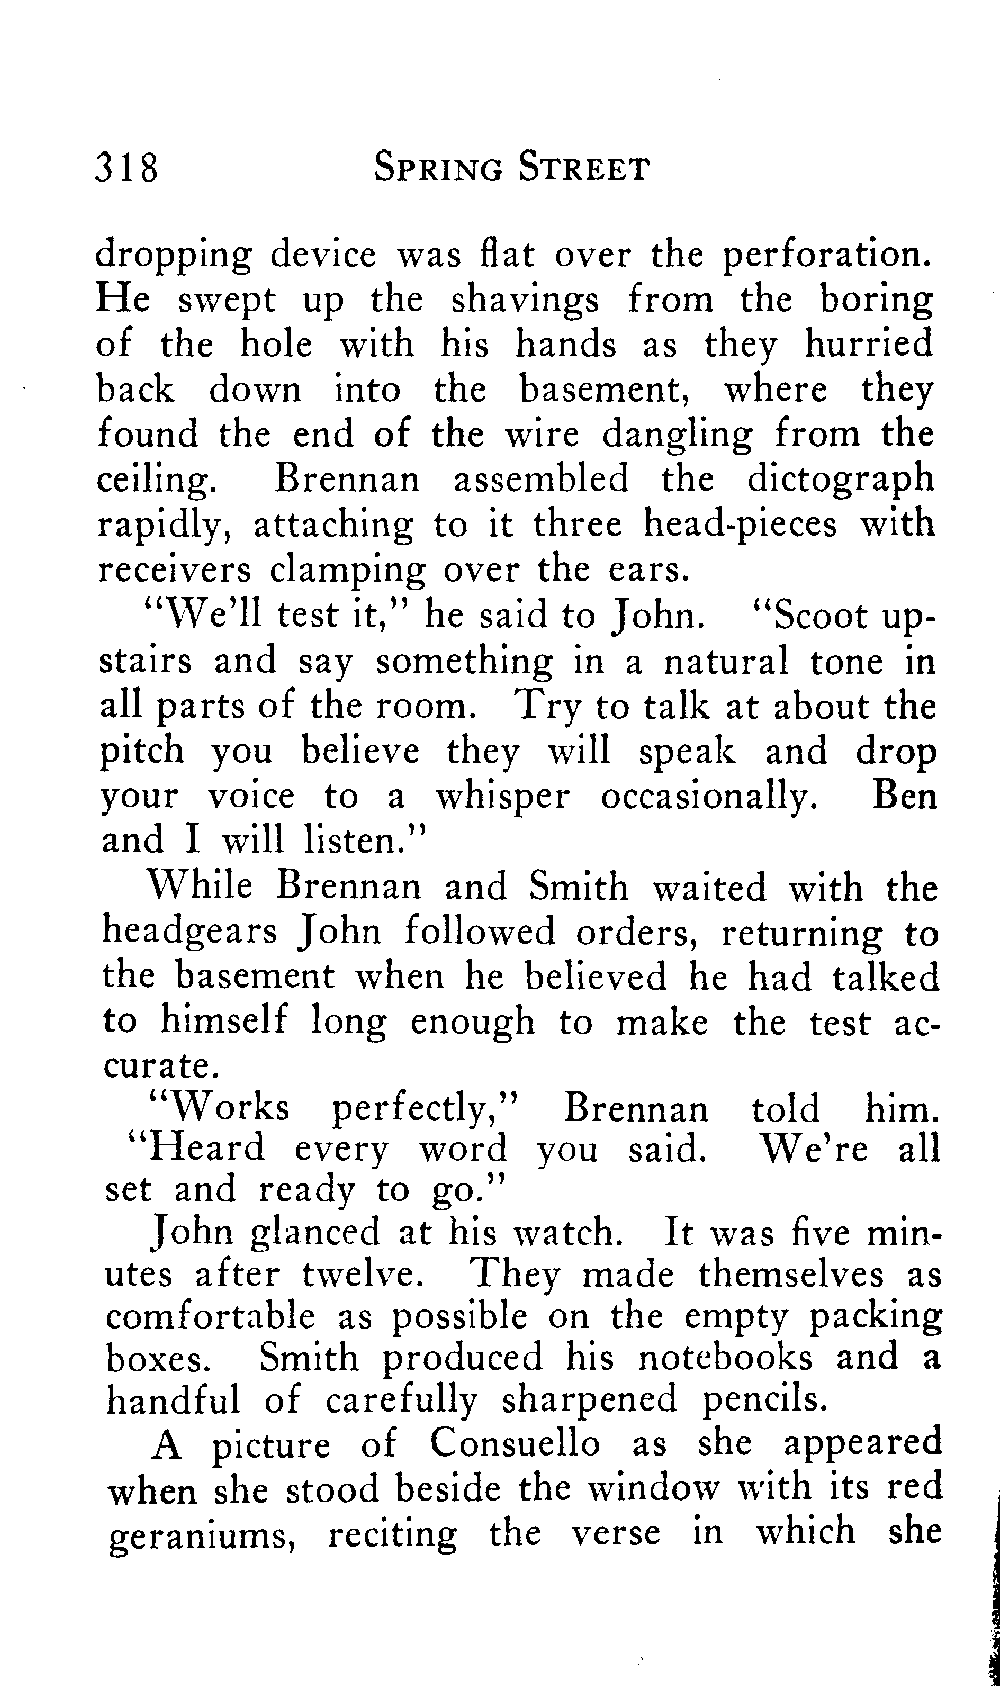 318 SPRING STREET
dropping device was flat over the perforation.
He swept up the shavings from the boring
of the hole with his hands as they hurried
back down into the basement, where they
found the end of the wire dangling from the
ceiling. Brennan assembled the dictograph
rapidly, attaching to it three head-pieces with
receivers clamping over the ears.
“We’ll test it,” he said to John. “Scoot up-
stairs and say something in a natural tone in
all parts of the room. Try to talk at about the
pitch you believe they will speak and drop
your voice to a whisper occasionally. Ben
and I will listen.”
While Brennan and Smith waited with the
headgears John followed orders, returning to
the basement when he believed he had talked
to himself long enough to make the test ac-
curate.
“Works perfectly,” Brennan told him.
“Heard every word you said. We’re all
set and ready to go.”
John glanced at his watch. It was five min-
utes after twelve. They made themselves as
comfortable as possible on the empty packing
boxes. Smith produced his notebooks and a
handful of carefully sharpened pencils.
A picture of Consuello as she appeared
when she stood beside the window with its red
geraniums, reciting the verse in which she